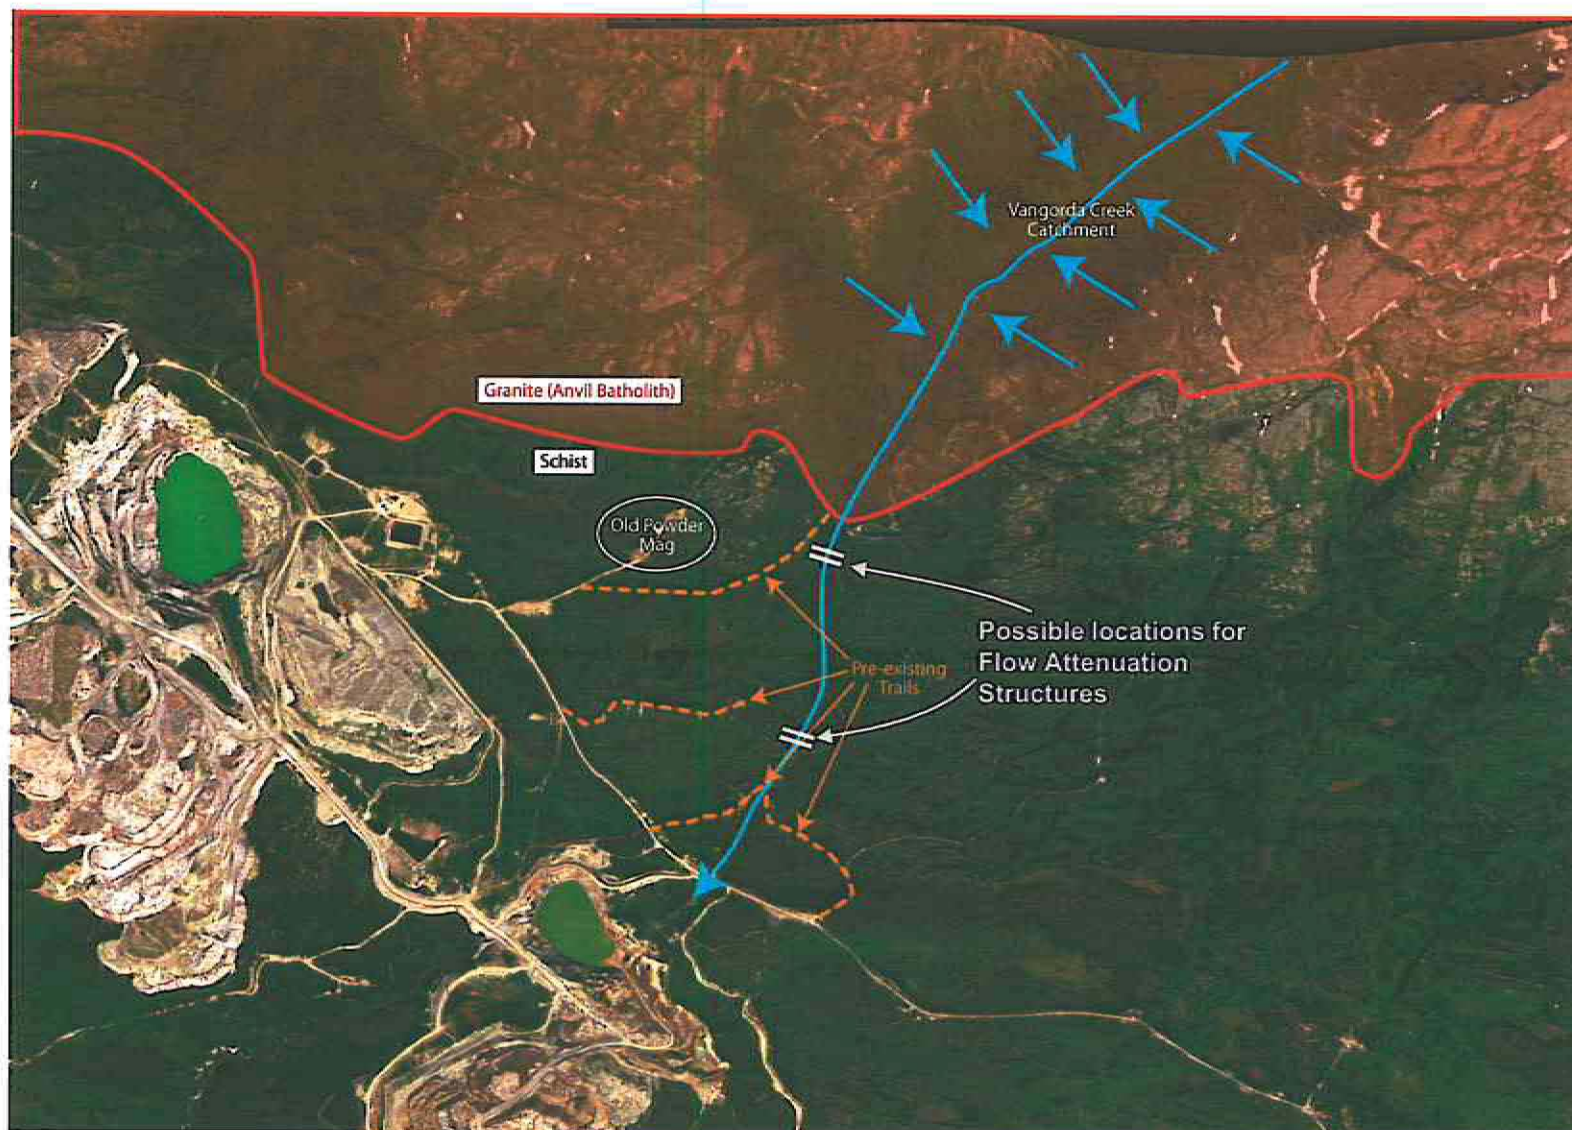 Vangorda Creek
Catchment
Granite (Anvil Batholith)
Schist
Old Powder
Mag
Possible locations for
Flow Attenuation
Structures
Pre-existing
Trails